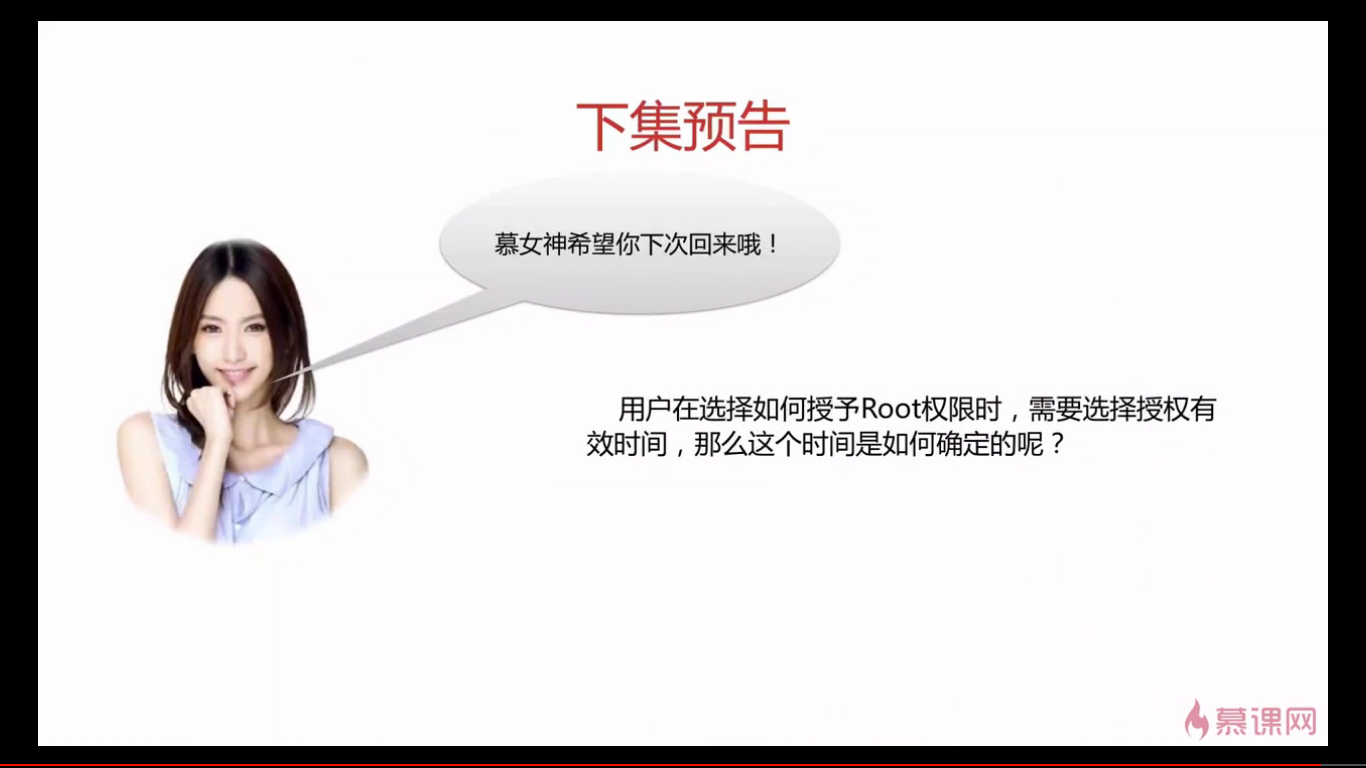 下集预告
慕女神希望你下次回来哦！
用户在选择如何授予Root权限时，需要选择授权有
效时间，那么这个时间是如何确定的呢？
慕课网